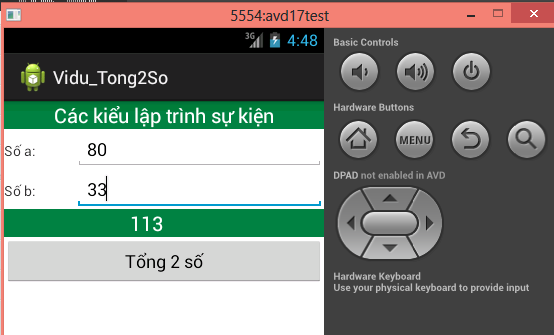 5554:avd17test
3G 4:48
Vidu_Tong2So
Các kiểu lập trình sự kiện
Số a: 80
Số b: 33
113
Tổng 2 số
Basic Controls
Hardware Buttons
MENU
DPAD not enabled in AVD
Hardware Keyboard
Use your physical keyboard to provide input